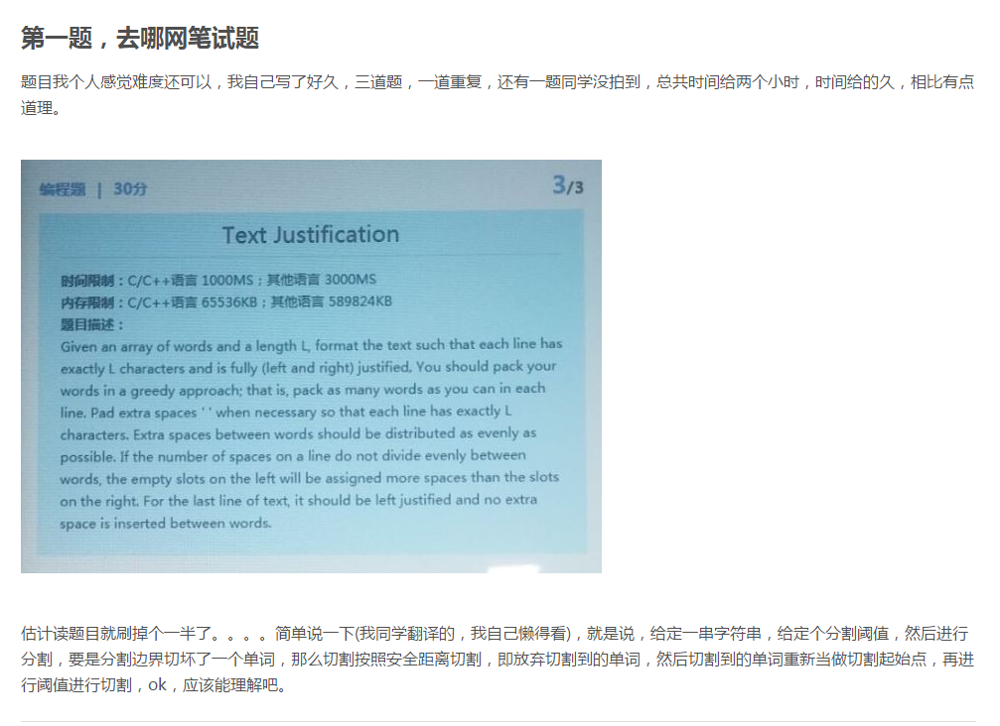 第一题，去哪网笔试题
题目我个人感觉难度还可以，我自己写了好久，三道题，一道重复，还有一题同学没拍到，总共时间给两个小时，时间给的久，相比有点
道理。
编程题 | 30分
3/3
Text Justification
时间限制：C/C++语言 1000MS；其他语言 3000MS
内存限制：C/C++语言 65536KB；其他语言 589824KB
题目描述：
Given an array of words and a length L, format the text such that each line has
exactly L characters and is fully (left and right) justified. You should pack your
words in a greedy approach; that is, pack as many words as you can in each
line. Pad extra spaces ' ' when necessary so that each line has exactly L
characters. Extra spaces between words should be distributed as evenly as
possible. If the number of spaces on a line do not divide evenly between
words, the empty slots on the left will be assigned more spaces than the slots
on the right. For the last line of text, it should be left justified and no extra
space is inserted between words.
估计读题目就刷掉个一半了。。。。简单说一下(我同学翻译的，我自己懒得看)，就是说，给定一串字符串，给定个分割阈值，然后进行
分割，要是分割边界切坏了一个单词，那么切割按照安全距离切割，即放弃切割到的单词，然后切割到的单词重新当做切割起始点，再进
行阈值进行切割，ok，应该能理解吧。